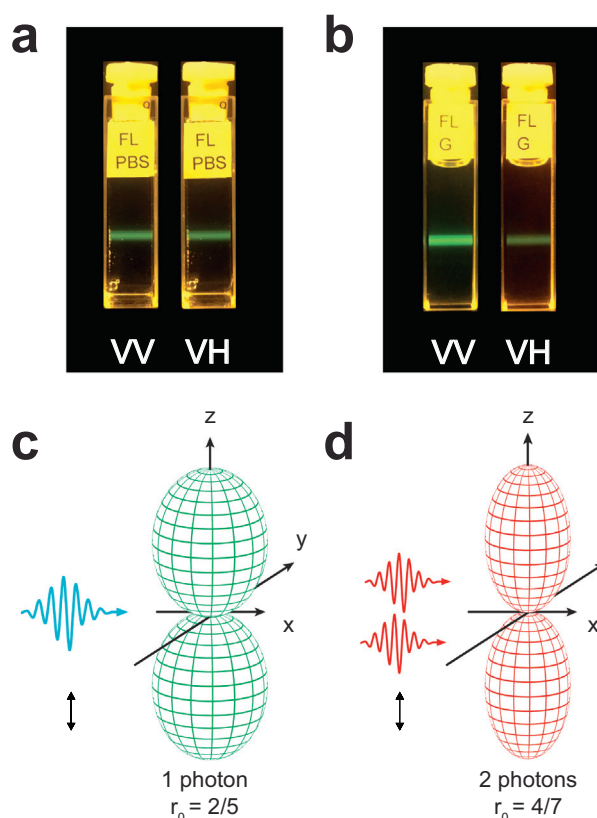 a
b
FL
PBS
FL
PBS
FL
G
FL
G
VV VH
VV VH
c
d
z
y
x
z
x
1 photon
r₀ = 2/5
2 photons
r₀ = 4/7